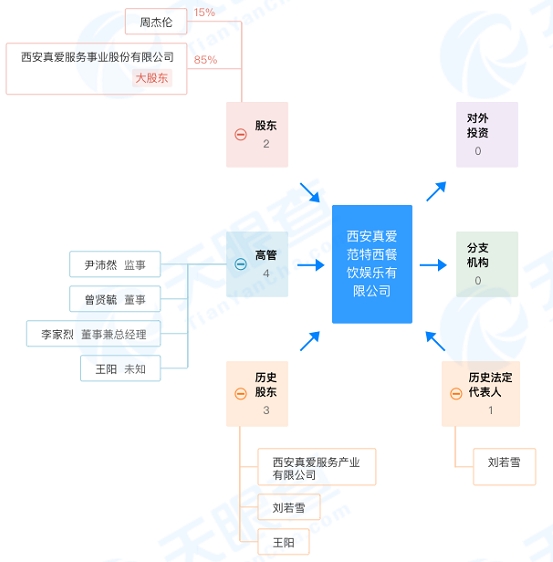 15%
周杰伦
西安真爱服务事业股份有限公司
大股东
85%
股东
2
对外
投资
0
西安真爱
范特西餐
饮娱乐有
限公司
高管
4
分支
机构
0
尹沛然 监事
曾贤毓 董事
李家烈 董事兼总经理
王阳 未知
历史
股东
3
历史法定
代表人
1
西安真爱服务产业
有限公司
刘若雪
王阳
刘若雪
天眼查
TianYanCha.com